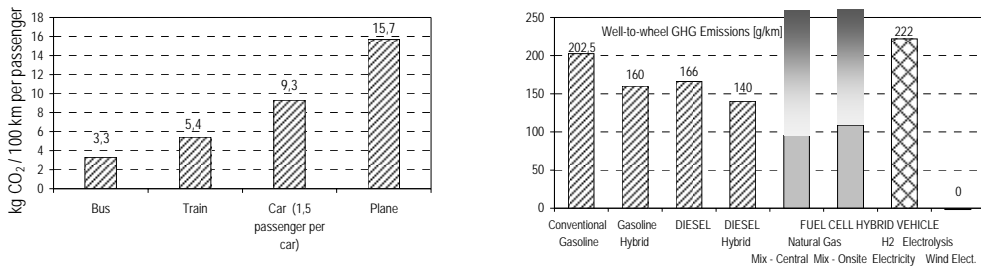 kg CO₂ / 100 km per passenger
18
16
14
12
10
8
6
4
2
0
3,3
5,4
9,3
15,7
Bus
Train
Car (1,5
passenger per
car)
Plane
Well-to-wheel GHG Emissions [g/km]
250
200
150
100
50
0
202,5
160
166
140
222
0
Conventional
Gasoline
Gasoline
Hybrid
DIESEL
DIESEL
Hybrid
FUEL CELL HYBRID VEHICLE
Natural Gas H2 Electrolysis
Mix - Central Mix - Onsite Electricity Wind Elect.